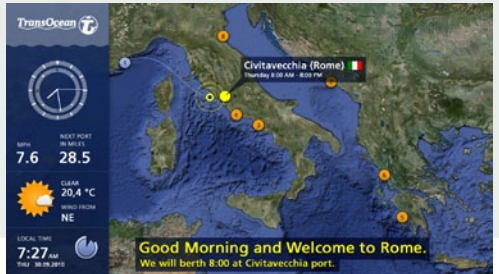 TransOcean
Civitavecchia (Rome)
Thursday 8:00 AM - 8:00 PM
MPH
7.6
NEXT PORT
IN MILES
28.5
CLEAR
20,4 °C
WIND FROM
NE
LOCAL TIME
7:27 AM
THU 30.09.2010
Good Morning and Welcome to Rome.
We will berth 8:00 at Civitavecchia port.